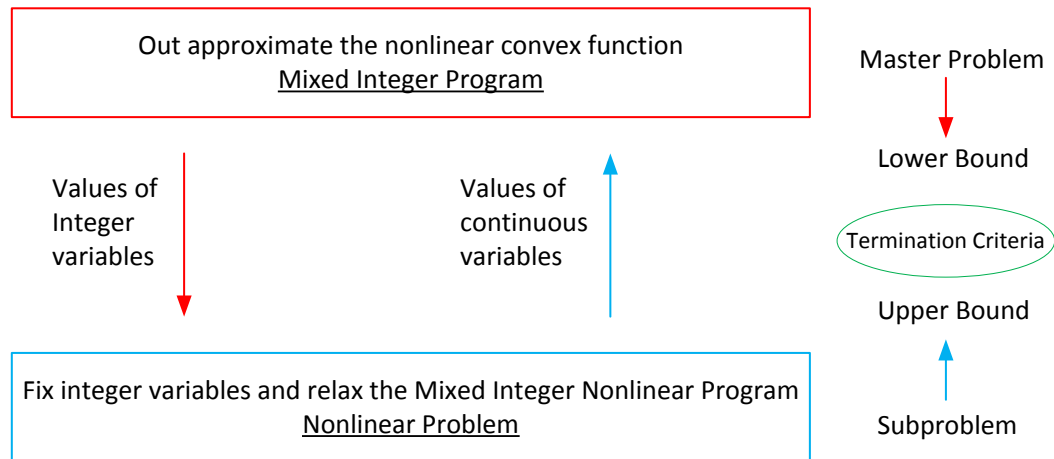 Out approximate the nonlinear convex function
Mixed Integer Program
Values of
Integer
variables
Values of
continuous
variables
Fix integer variables and relax the Mixed Integer Nonlinear Program
Nonlinear Problem
Master Problem
Lower Bound
Termination Criteria
Upper Bound
Subproblem